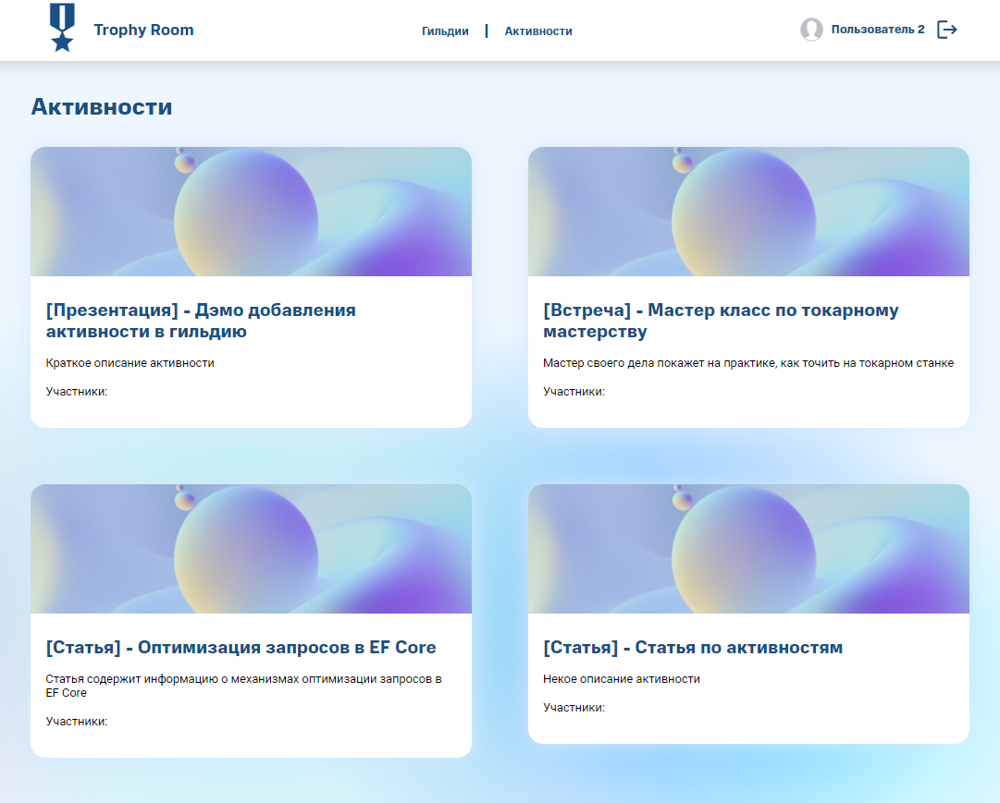 Trophy Room
Гильдии | Активности
Пользователь 2
Активности
[Презентация] - Дэмо добавления
активности в гильдию
Краткое описание активности
Участники:
[Встреча] - Мастер класс по токарному
мастерству
Мастер своего дела покажет на практике, как точить на токарном станке
Участники:
[Статья] - Оптимизация запросов в EF Core
Статья содержит информацию о механизмах оптимизации запросов в
EF Core
Участники:
[Статья] - Статья по активностям
Некое описание активности
Участники: